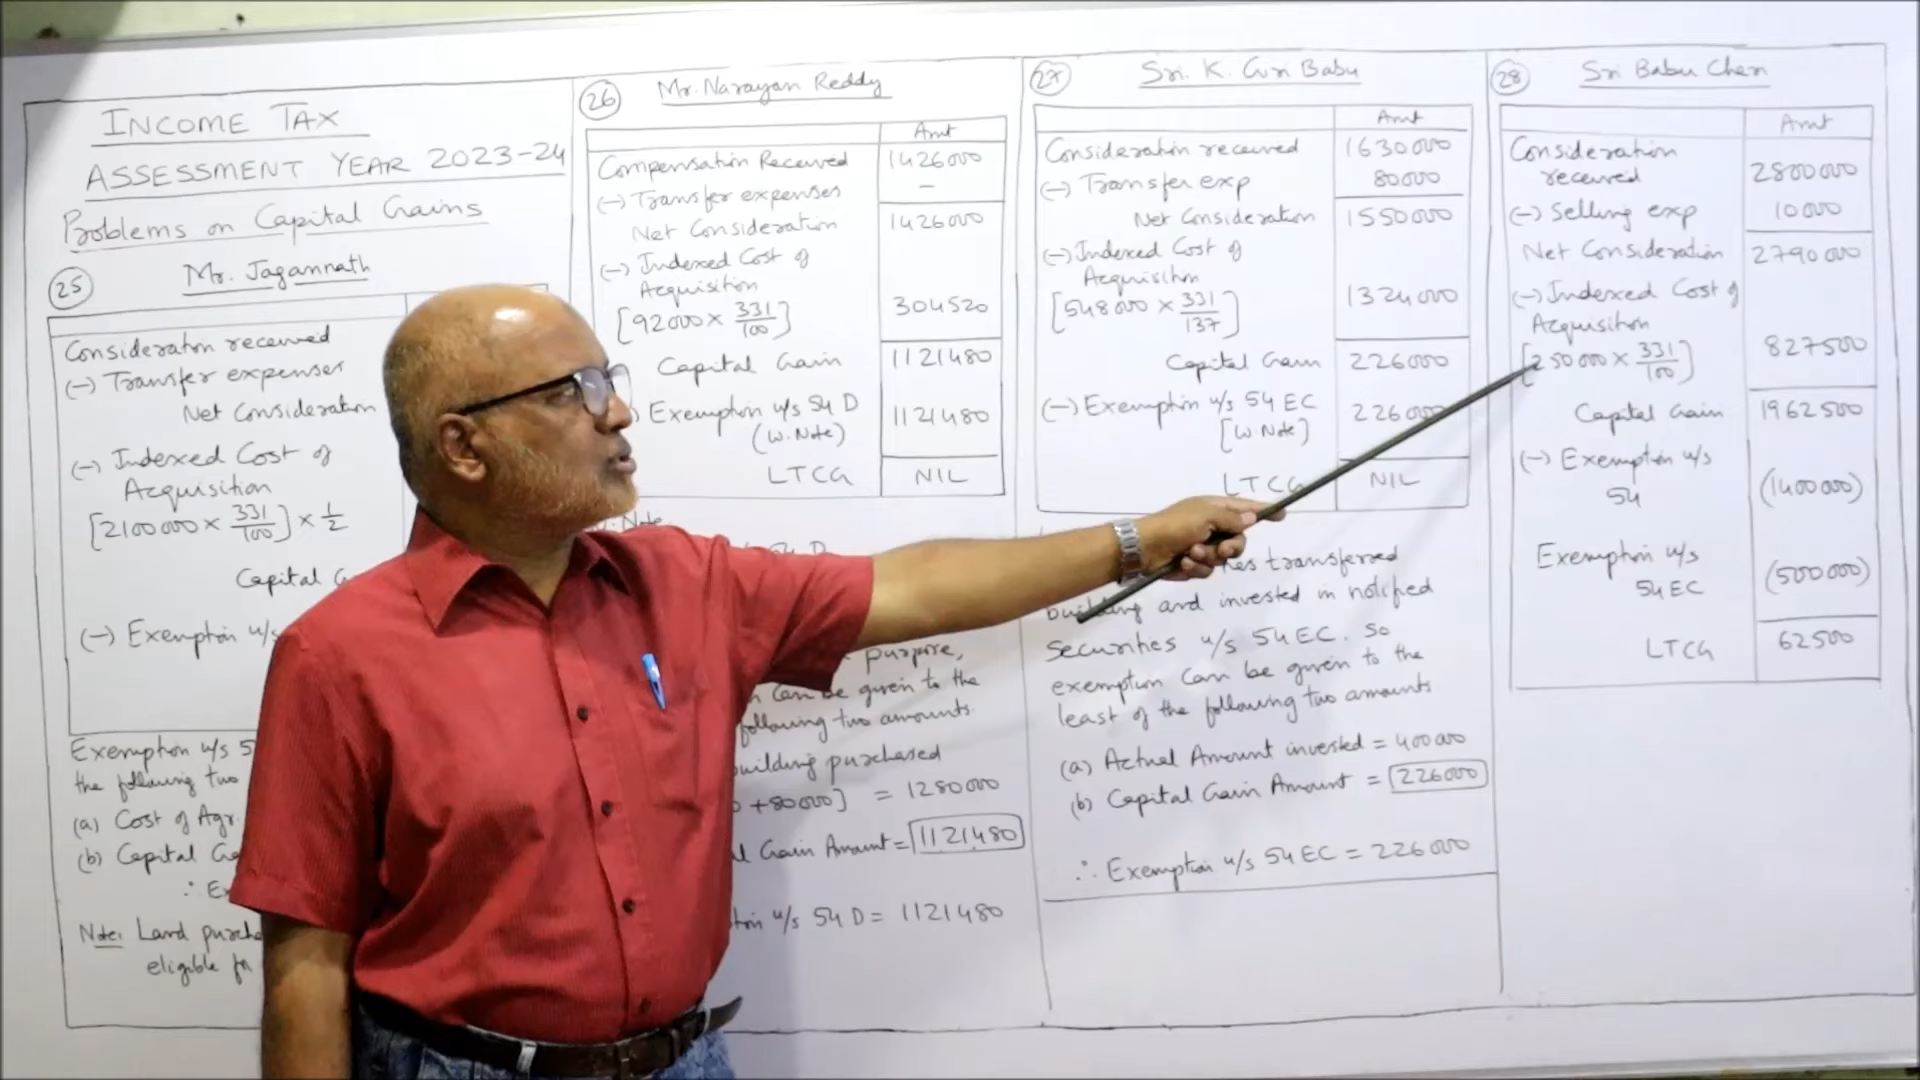 INCOME TAX
ASSESSMENT YEAR 2023-24
Problems on Capital Gains
25 Mr. Jagannath
Consideration received
(-) Transfer expenses
Net Consideration
(-) Indexed Cost of
Acquisition
[2100000 × 331/100] × 1/2
Capital
(-) Exemption u/s
Exemption u/s 5
the following two
(a) Cost of Agr.
(b) Capital
∴
Note: Land
eligible for
26 Mr. Narayan Reddy
Amt
Compensation Received 1426000
(-) Transfer expenses –
Net Consideration 1426000
(-) Indexed Cost of
Acquisition
[92000 × 331/100] 304520
Capital Gain 1121480
Exemption u/s 54 D 1121480
(W.Note)
LTCG NIL
Note
54 D
purpose,
can be given to the
following two amounts.
building purchased
+80000] = 1280000
Gain Amount = 1121480
u/s 54 D = 1121480
27 Sri. K. Giri Babu
Amt
Consideration received 1630000
(-) Transfer exp 80000
Net Consideration 1550000
(-) Indexed Cost of
Acquisition
[548000 × 331/137] 1324000
Capital Gain 226000
(-) Exemption u/s 54 EC 226000
[W.Note]
LTCG NIL
transferred
building and invested in notified
Securities u/s 54 EC. So
exemption can be given to the
least of the following two amounts
(a) Actual Amount invested = 400000
(b) Capital Gain Amount = 226000
∴ Exemption u/s 54 EC = 226000
28 Sri Babu Chen
Amt
Consideration
received 2800000
(-) Selling exp 10000
Net Consideration 2790000
(-) Indexed Cost of
Acquisition
[250000 × 331/100] 827500
Capital Gain 1962500
(-) Exemption u/s
54 (1400000)
Exemption u/s
54 EC (500000)
LTCG 62500